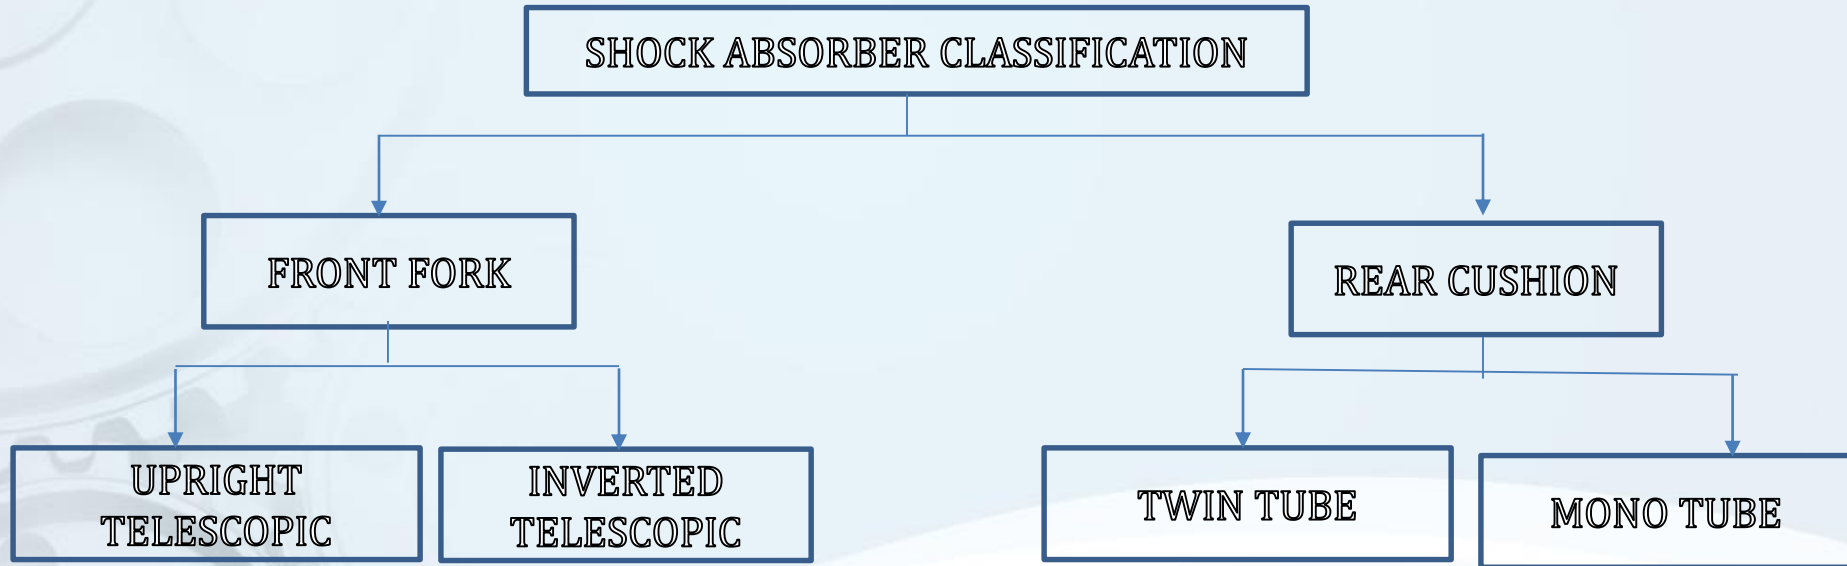 SHOCK ABSORBER CLASSIFICATION
FRONT FORK
REAR CUSHION
UPRIGHT
TELESCOPIC
INVERTED
TELESCOPIC
TWIN TUBE
MONO TUBE